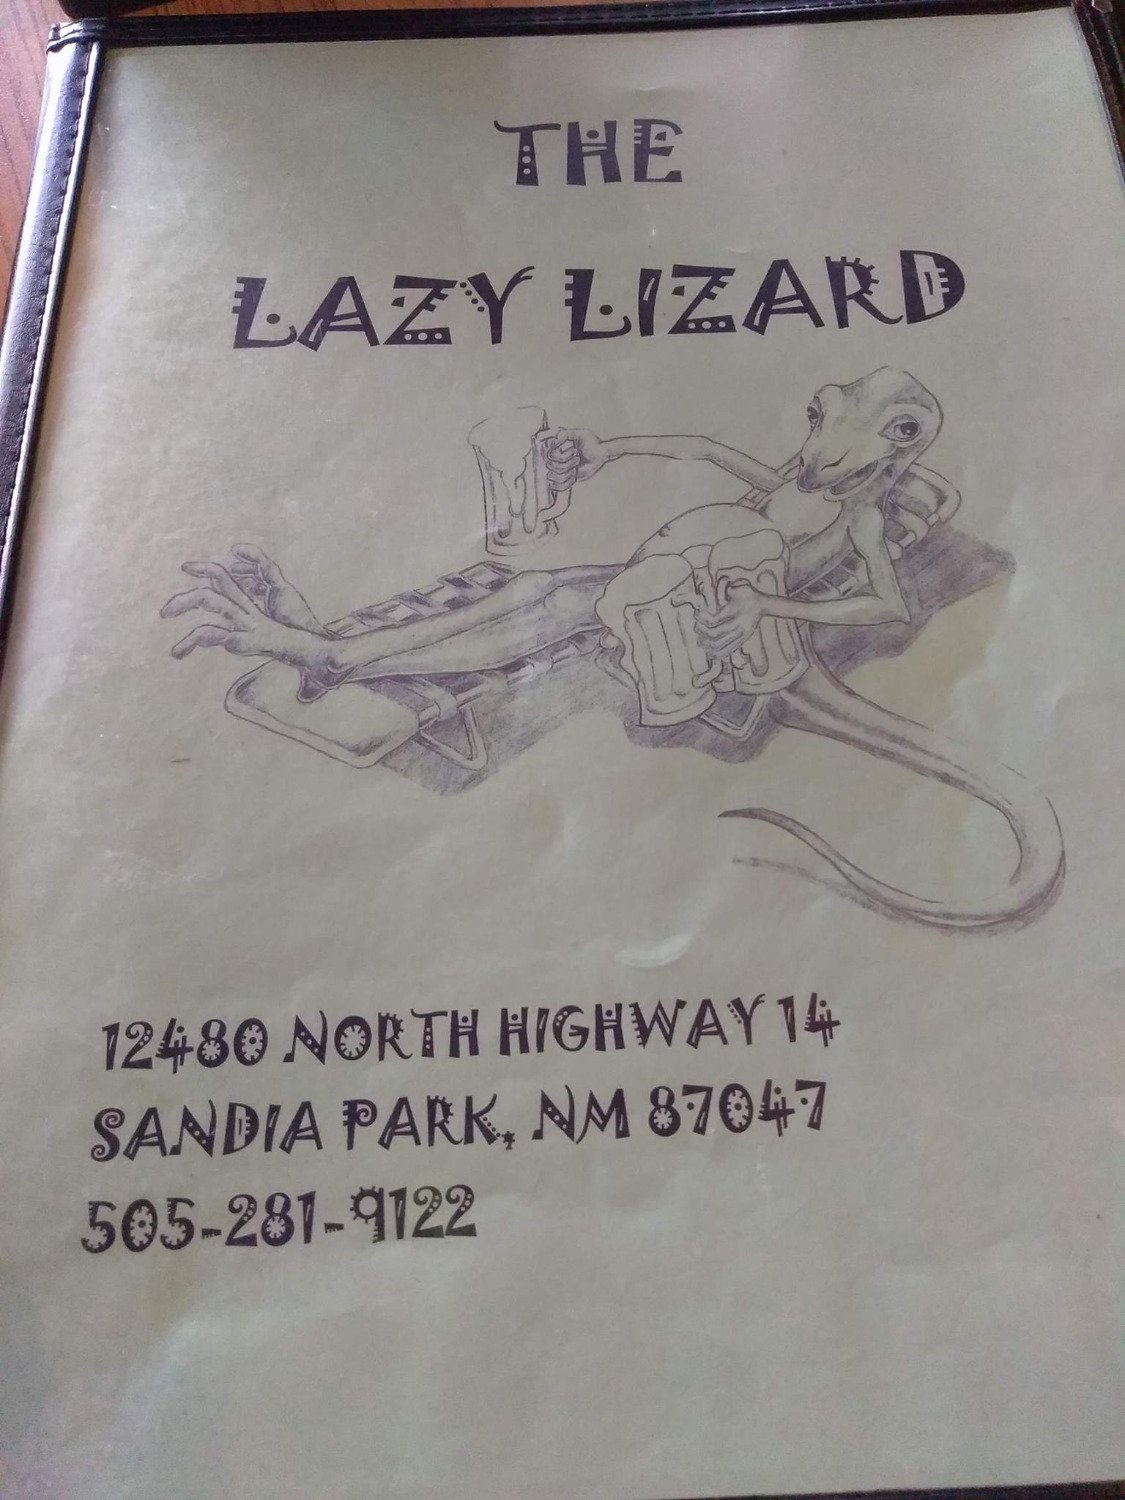 THE
LAZY LIZARD
12480 NORTH HIGHWAY 14
SANDIA PARK, NM 87047
505-281-9122